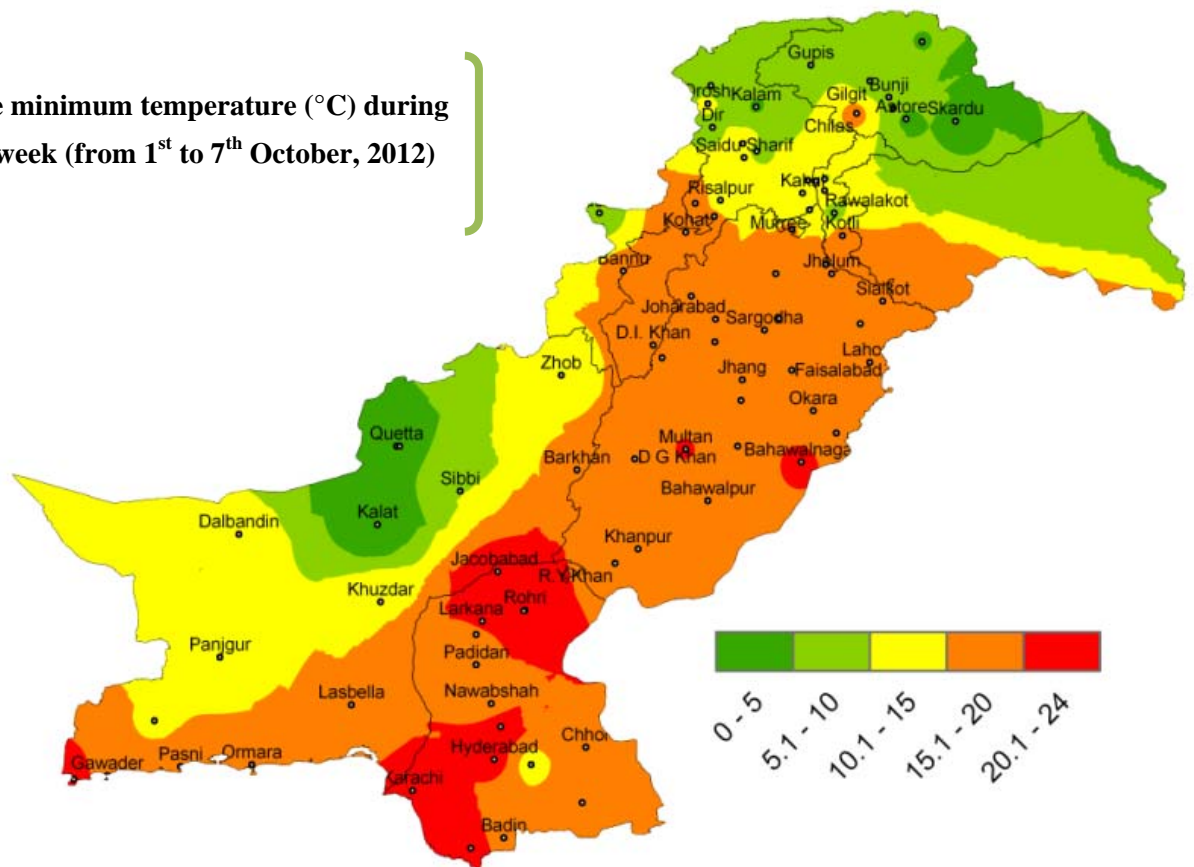 e minimum temperature (°C) during
week (from 1st to 7th October, 2012)
Gupis
Bunji
Drosh
Kalam
Gilgit
Astore
Skardu
Dir
Chilas
Saidu Sharif
Kakul
Risalpur
Rawalakot
Kohat
Murree
Kotli
Bannu
Jhelum
Sialkot
Joharabad
Sargodha
D.I. Khan
Laho
Zhob
Jhang
Faisalabad
Okara
Quetta
Multan
Barkhan
D G Khan
Bahawalnaga
Sibbi
Bahawalpur
Kalat
Dalbandin
Khanpur
Jacobabad
R.Y.Khan
Khuzdar
Rohri
Larkana
Panjgur
Padidan
Lasbella
Nawabshah
Chhor
Hyderabad
Pasni
Ormara
Gawader
Karachi
Badin
0 - 5
5.1 - 10
10.1 - 15
15.1 - 20
20.1 - 24